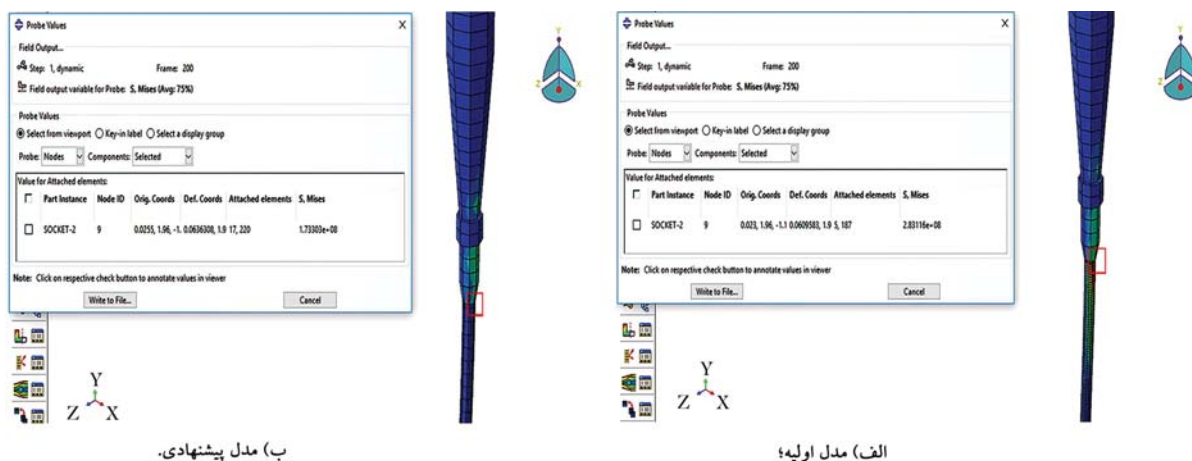 Probe Values X
Field Output...
Step: 1, dynamic Frame: 200
Field output variable for Probe: S, Mises (Avg: 75%)
Probe Values
Select from viewport Key-in label Select a display group
Probe: Nodes Components: Selected
Value for Attached elements:
Part Instance Node ID Orig. Coords Def. Coords Attached elements S, Mises
SOCKET-2 9 0.0255, 1.96, -1. 0.0636308, 1.9 17, 220 1.73303e+08
Note: Click on respective check button to annotate values in viewer
Write to File... Cancel
Y
Z X
Y
Z X
ب) مدل پیشنهادی.
Probe Values X
Field Output...
Step: 1, dynamic Frame: 200
Field output variable for Probe: S, Mises (Avg: 75%)
Probe Values
Select from viewport Key-in label Select a display group
Probe: Nodes Components: Selected
Value for Attached elements:
Part Instance Node ID Orig. Coords Def. Coords Attached elements S, Mises
SOCKET-2 9 0.023, 1.96, -1.1 0.0609583, 1.9 5, 187 2.83116e+08
Note: Click on respective check button to annotate values in viewer
Write to File... Cancel
Y
Y
Z X
الف) مدل اولیه؛